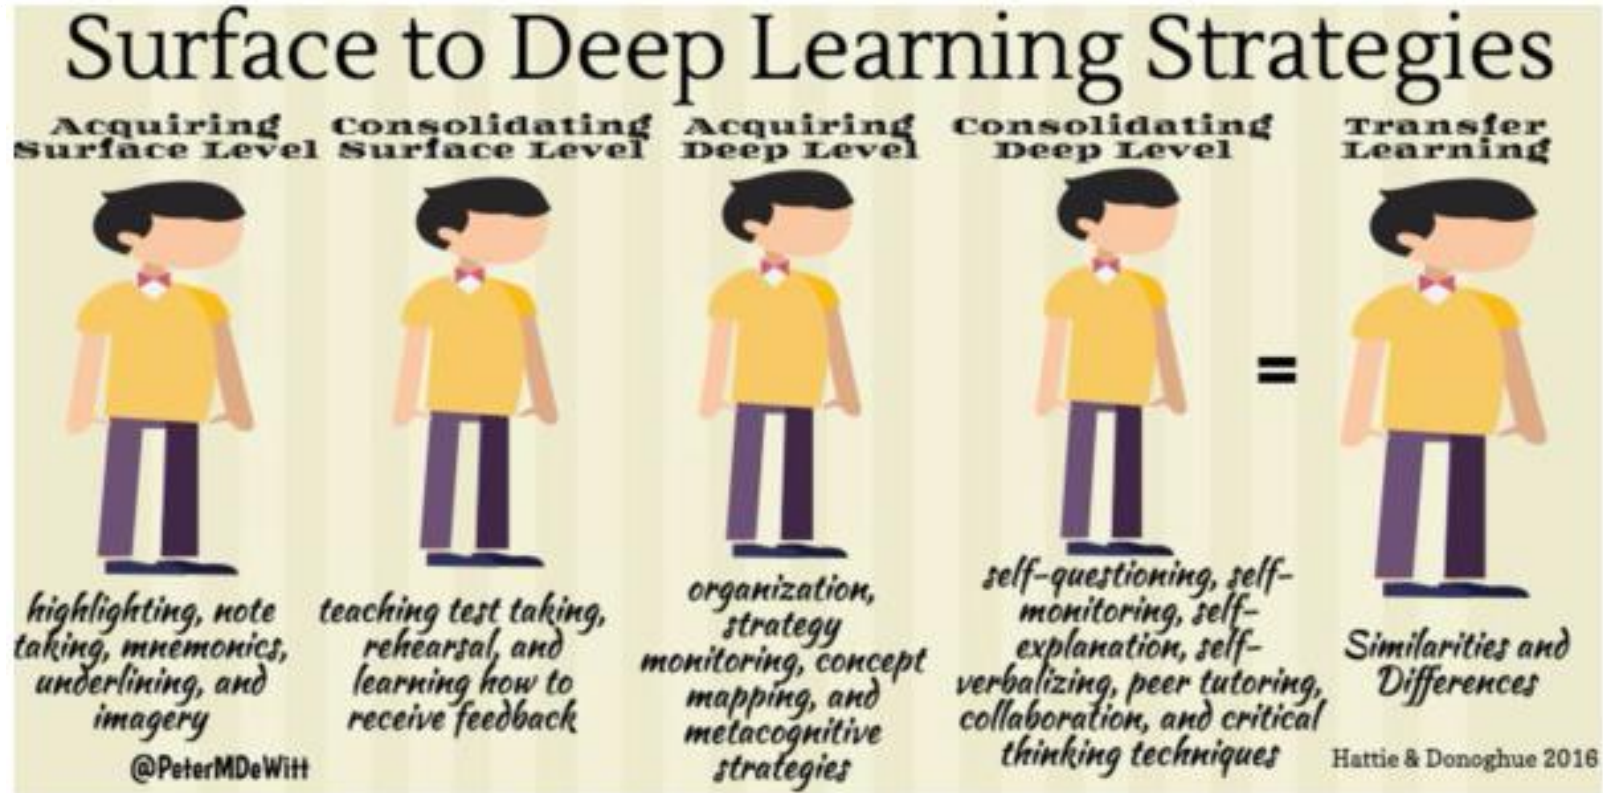 Surface to Deep Learning Strategies
Acquiring
Surface Level
highlighting, note
taking, mnemonics,
underlining, and
imagery
@PeterMDeWitt
Consolidating
Surface Level
teaching test taking,
rehearsal, and
learning how to
receive feedback
Acquiring
Deep Level
organization,
strategy
monitoring, concept
mapping, and
metacognitive
strategies
Consolidating
Deep Level
self-questioning, self-
monitoring, self-
explanation, self-
verbalizing, peer tutoring,
collaboration, and critical
thinking techniques
=
Transfer
Learning
Similarities and
Differences
Hattie & Donoghue 2016